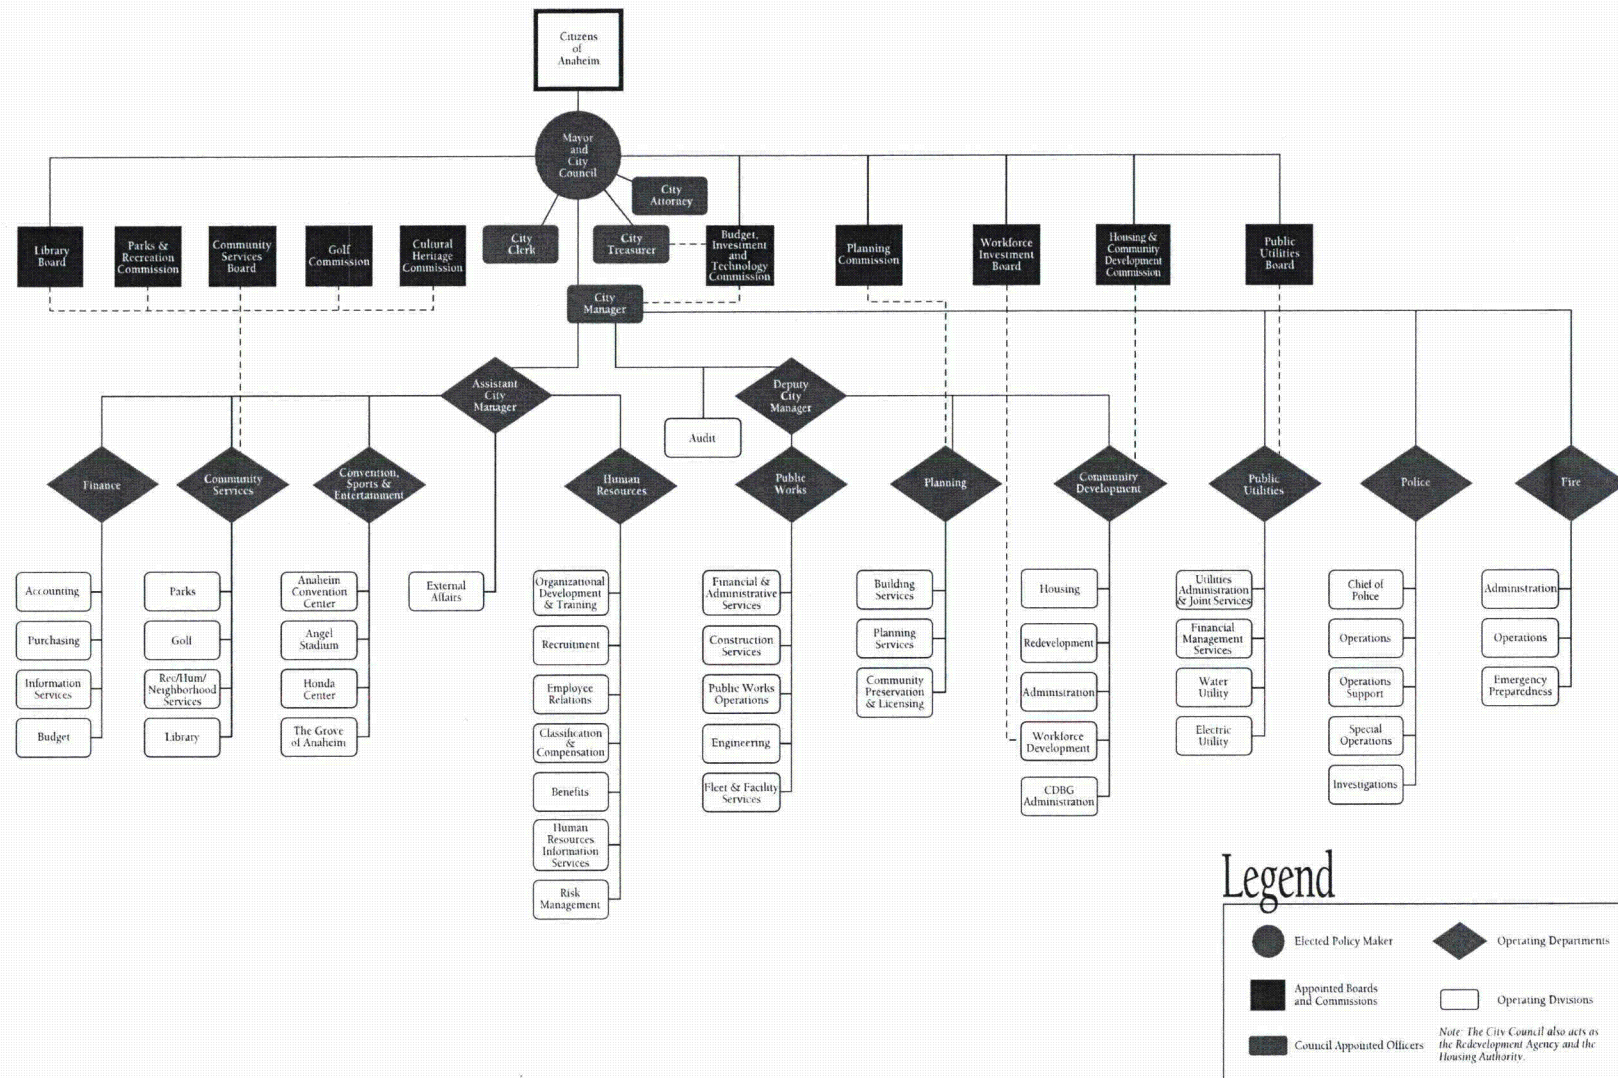 Citizens
of
Anaheim
Mayor
and
City
Council
City
Attorney
Library
Board
Parks &
Recreation
Commission
Community
Services
Board
Golf
Commission
Cultural
Heritage
Commission
City
Clerk
City
Treasurer
Budget,
Investment
and
Technology
Commission
Planning
Commission
Workforce
Investment
Board
Housing &
Community
Development
Commission
Public
Utilities
Board
City
Manager
Assistant
City
Manager
Deputy
City
Manager
Audit
Finance
Community
Services
Convention,
Sports &
Entertainment
Human
Resources
Public
Works
Planning
Community
Development
Public
Utilities
Police
Fire
Accounting
Purchasing
Information
Services
Budget
Parks
Golf
Rec/Hum/
Neighborhood
Services
Library
Anaheim
Convention
Center
Angel
Stadium
Honda
Center
The Grove
of Anaheim
External
Affairs
Organizational
Development
& Training
Recruitment
Employee
Relations
Classification
&
Compensation
Benefits
Human
Resources
Information
Services
Risk
Management
Financial &
Administrative
Services
Construction
Services
Public Works
Operations
Engineering
Fleet & Facility
Services
Building
Services
Planning
Services
Community
Preservation
& Licensing
Housing
Redevelopment
Administration
Workforce
Development
CDBG
Administration
Utilities
Administration
& Joint Services
Financial
Management
Services
Water
Utility
Electric
Utility
Chief of
Police
Operations
Operations
Support
Special
Operations
Investigations
Administration
Operations
Emergency
Preparedness
Legend
Elected Policy Maker
Operating Departments
Appointed Boards
and Commissions
Operating Divisions
Council Appointed Officers
Note: The City Council also acts as
the Redevelopment Agency and the
Housing Authority.